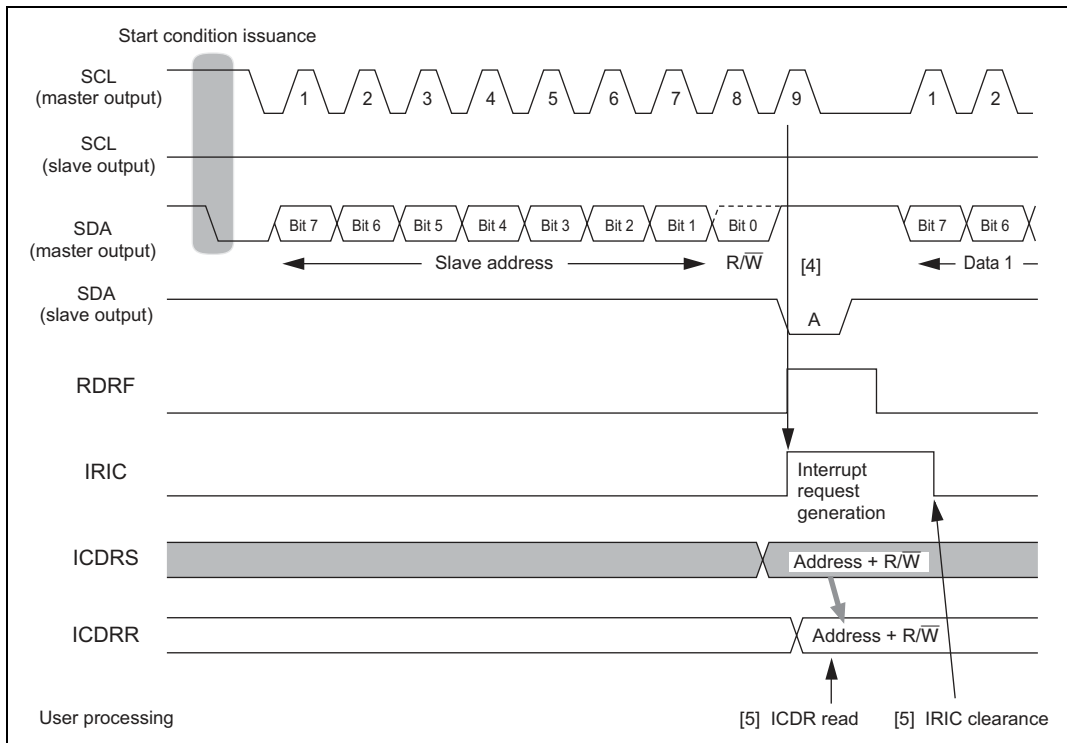 Start condition issuance
SCL
(master output)
1 2 3 4 5 6 7 8 9 1 2
SCL
(slave output)
SDA
(master output)
Bit 7 Bit 6 Bit 5 Bit 4 Bit 3 Bit 2 Bit 1 Bit 0 Bit 7 Bit 6
Slave address R/W̅ [4] Data 1
SDA
(slave output)
A
RDRF
IRIC
Interrupt
request
generation
ICDRS
Address + R/W̅
ICDRR
Address + R/W̅
User processing [5] ICDR read [5] IRIC clearance